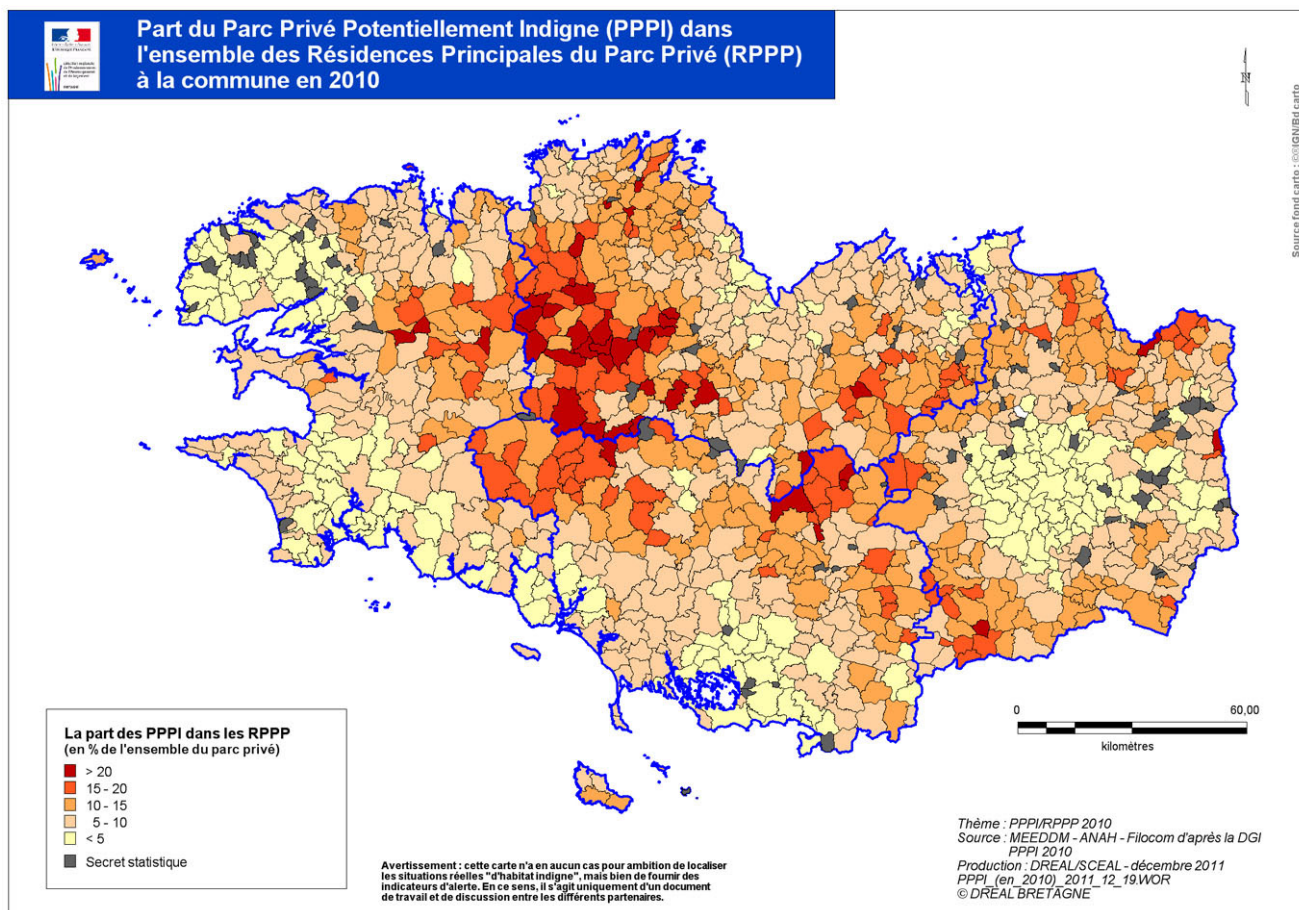 Part du Parc Privé Potentiellement Indigne (PPPI) dans
l'ensemble des Résidences Principales du Parc Privé (RPPP)
à la commune en 2010
N
Source fond carto : ©®IGN/Bd carto
La part des PPPI dans les RPPP
(en % de l'ensemble du parc privé)
> 20
15 - 20
10 - 15
5 - 10
< 5
Secret statistique
0 60,00
kilomètres
Avertissement : cette carte n'a en aucun cas pour ambition de localiser
les situations réelles "d'habitat indigne", mais bien de fournir des
indicateurs d'alerte. En ce sens, il s'agit uniquement d'un document
de travail et de discussion entre les différents partenaires.
Thème : PPPI/RPPP 2010
Source : MEEDDM - ANAH - Filocom d'après la DGI
PPPI 2010
Production : DREAL/SCEAL - décembre 2011
PPPI_(en_2010)_2011_12_19.WOR
© DREAL BRETAGNE